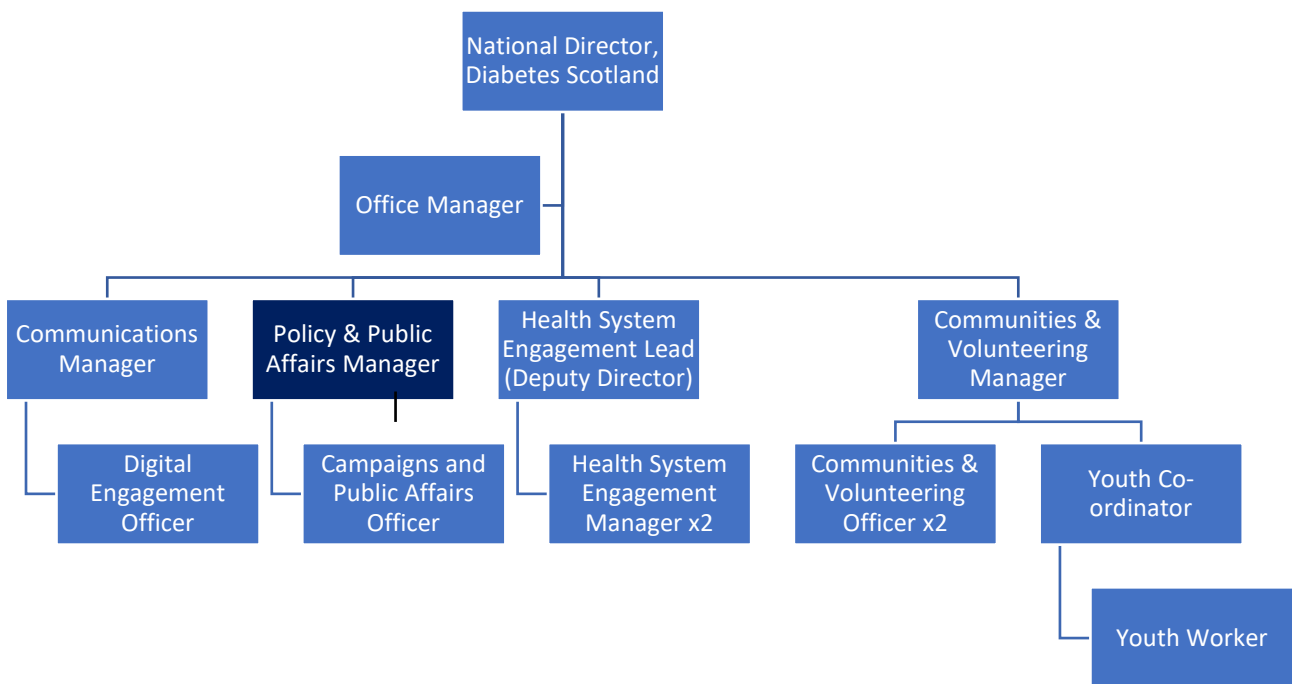 National Director,
Diabetes Scotland
Office Manager
Communications
Manager
Policy & Public
Affairs Manager
Health System
Engagement Lead
(Deputy Director)
Communities &
Volunteering
Manager
Digital
Engagement
Officer
Campaigns and
Public Affairs
Officer
Health System
Engagement
Manager x2
Communities &
Volunteering
Officer x2
Youth Co-
ordinator
Youth Worker